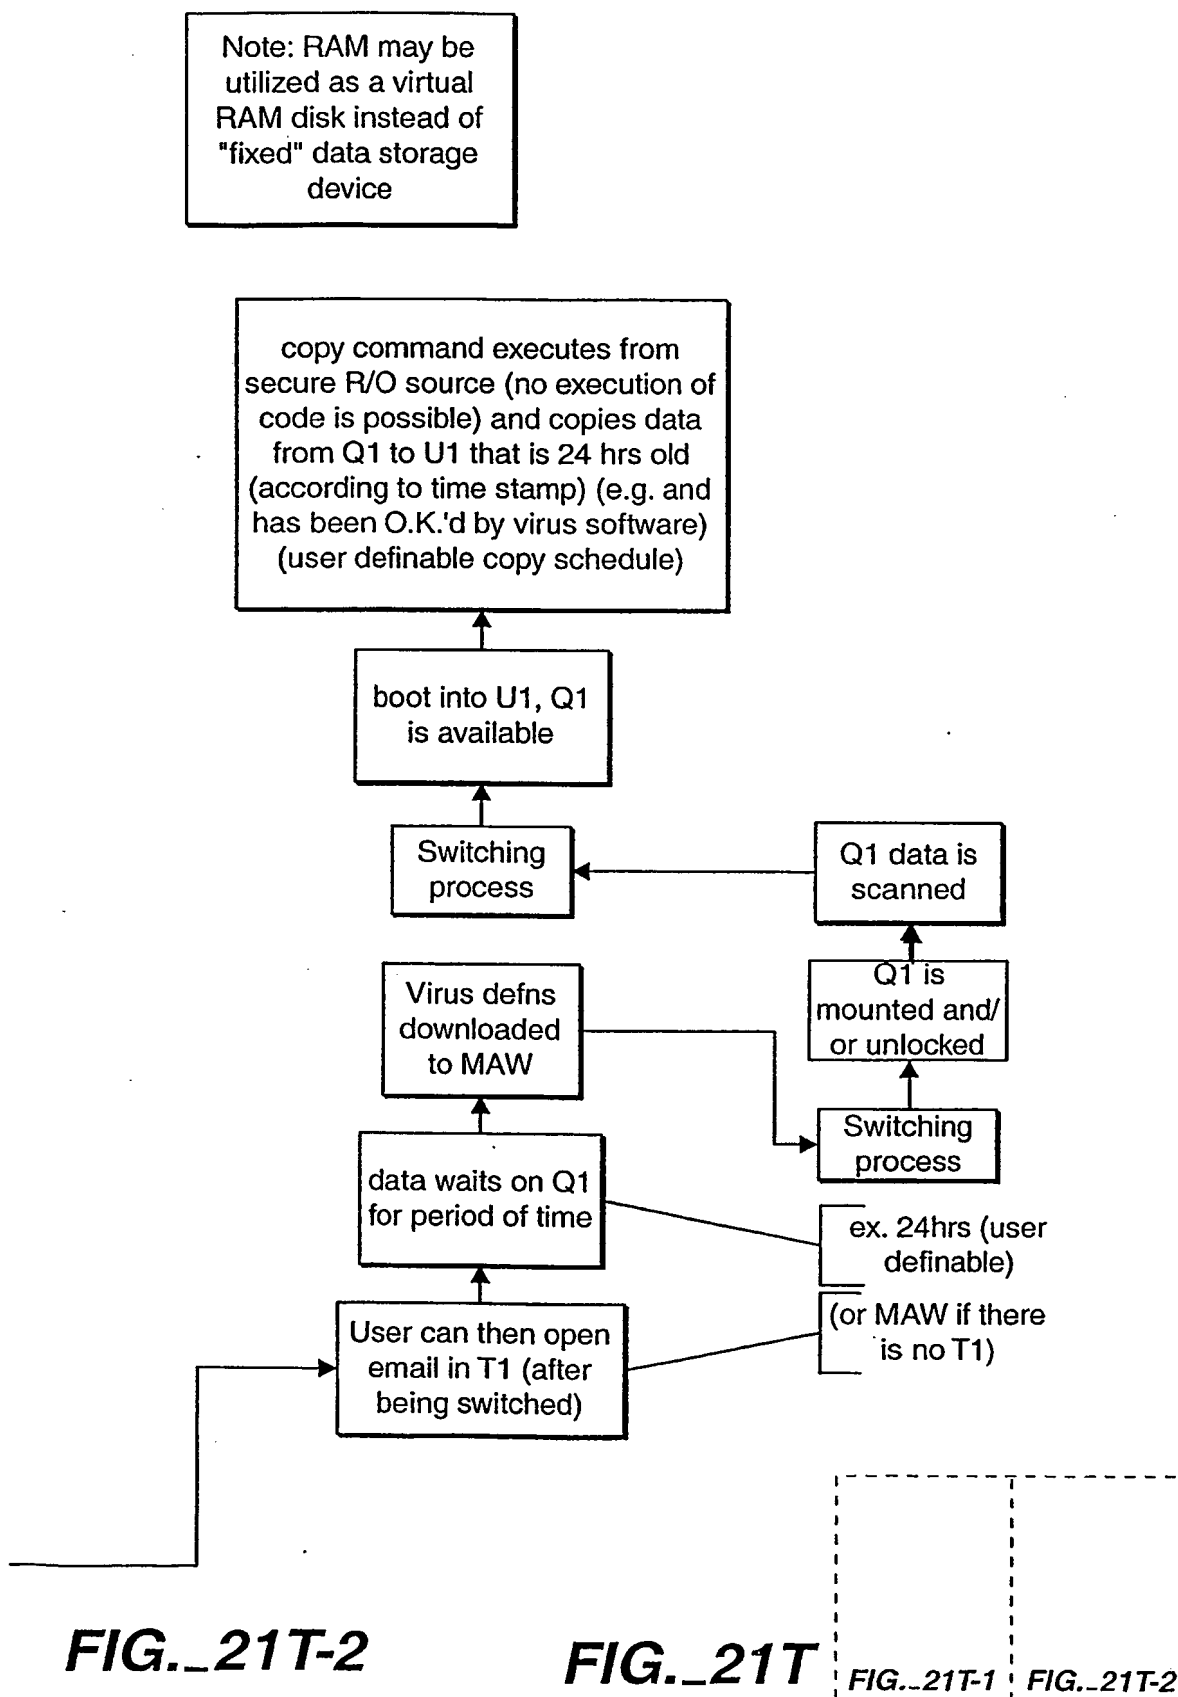 Note: RAM may be
utilized as a virtual
RAM disk instead of
"fixed" data storage
device
copy command executes from
secure R/O source (no execution of
code is possible) and copies data
from Q1 to U1 that is 24 hrs old
(according to time stamp) (e.g. and
has been O.K.'d by virus software)
(user definable copy schedule)
boot into U1, Q1
is available
Switching
process
Q1 data is
scanned
Virus defns
downloaded
to MAW
Q1 is
mounted and/
or unlocked
Switching
process
data waits on Q1
for period of time
ex. 24hrs (user
definable)
User can then open
email in T1 (after
being switched)
(or MAW if there
is no T1)
FIG._21T-2
FIG._21T
FIG._21T-1
FIG._21T-2